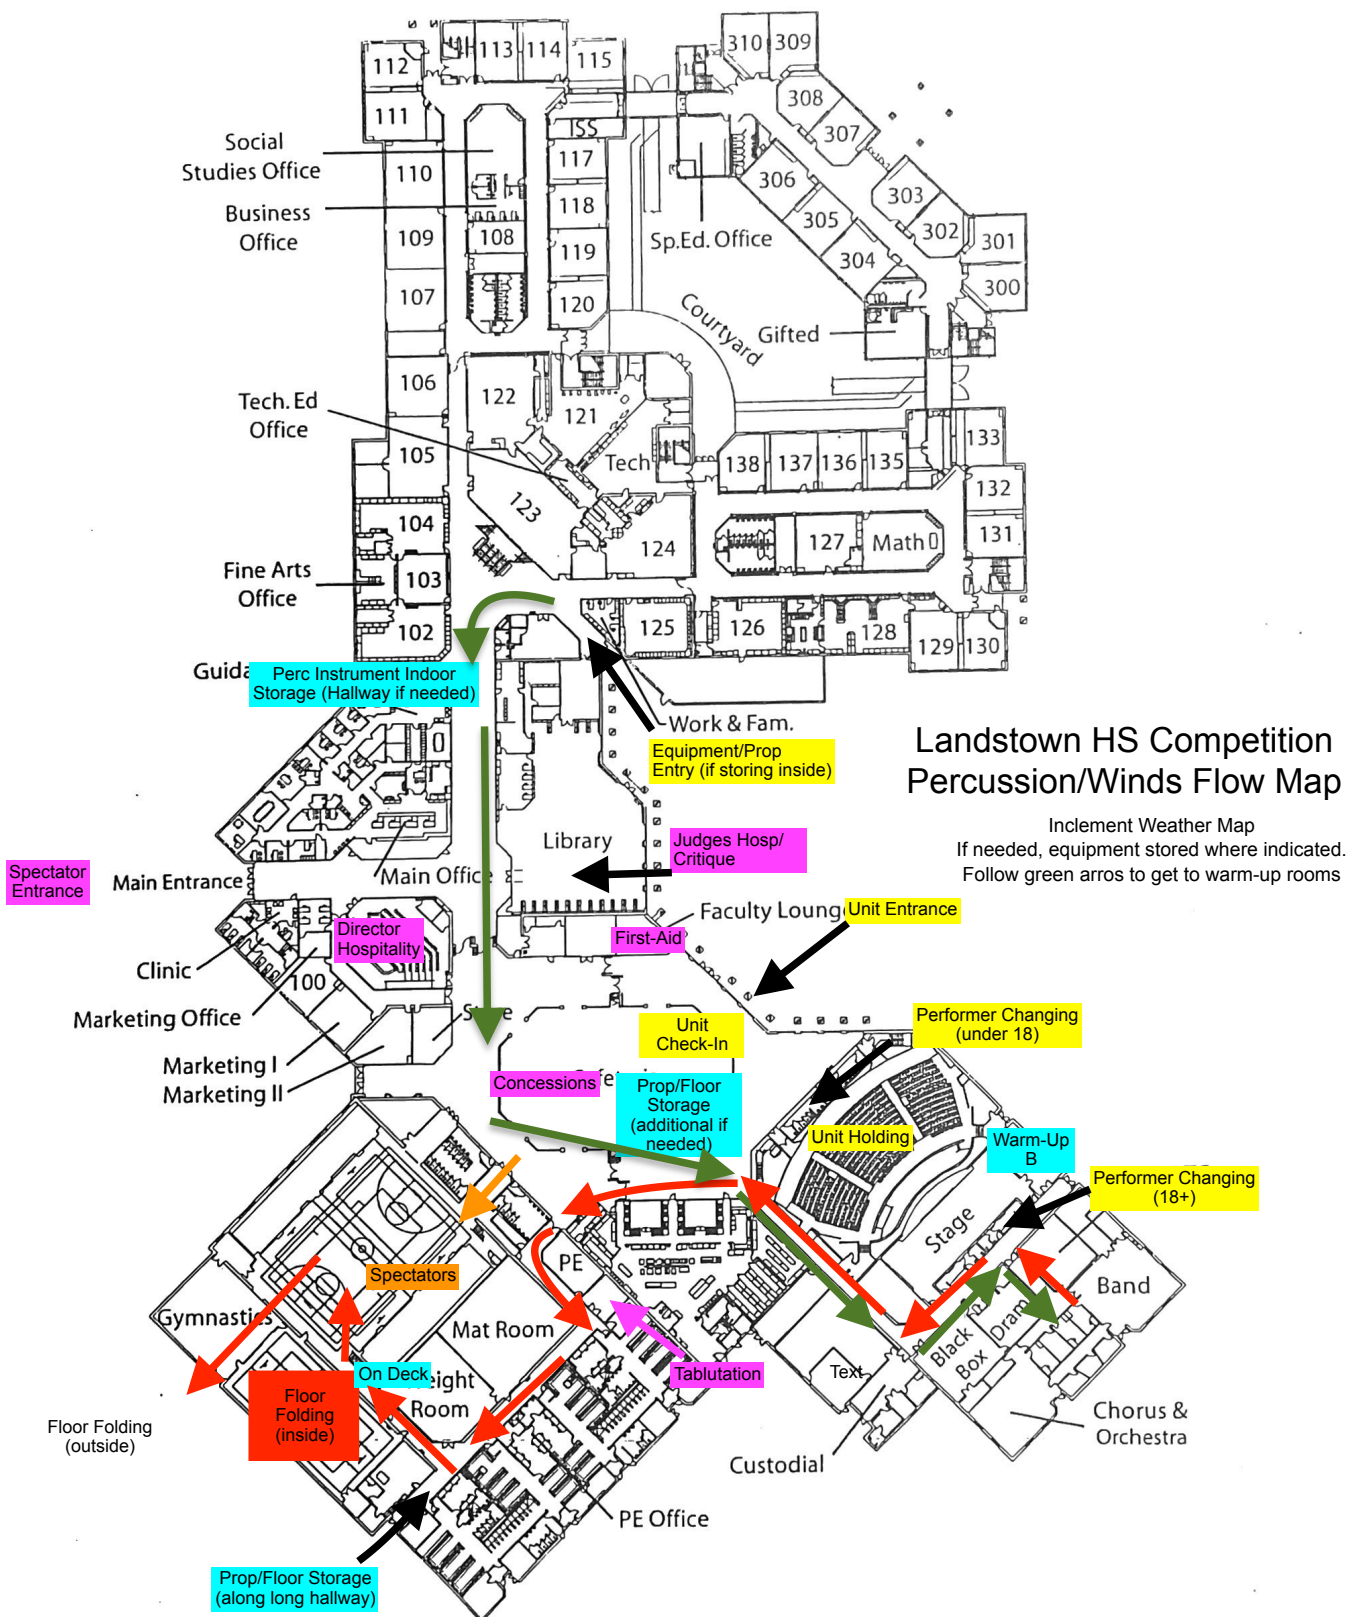 310
309
113
114
115
112
111
308
307
ISS
Social
Studies Office
110
117
306
303
Business
Office
118
305
302
301
Sp.Ed. Office
109
108
119
304
300
107
120
Courtyard
Gifted
106
122
121
Tech. Ed
Office
105
Tech
138
137
136
135
133
132
123
104
131
124
127
Math
Fine Arts
Office
103
102
125
126
128
129
130
Perc Instrument Indoor
Storage (Hallway if needed)
Work & Fam.
Equipment/Prop
Entry (if storing inside)
Landstown HS Competition
Percussion/Winds Flow Map
Inclement Weather Map
If needed, equipment stored where indicated.
Follow green arros to get to warm-up rooms
Library
Judges Hosp/
Critique
Spectator
Entrance
Main Entrance
Main Office
Faculty
Unit Entrance
Director
Hospitality
First-Aid
Clinic
100
Marketing Office
Marketing I
Marketing II
Unit
Check-In
Performer Changing
(under 18)
Concessions
Prop/Floor
Storage
(additional if
needed)
Unit Holding
Warm-Up
B
Performer Changing
(18+)
Stage
PE
Spectators
Gymnastics
Mat Room
Band
Drama
Black
Box
On Deck
Weight
Room
Tablutation
Text
Floor
Folding
(inside)
Floor Folding
(outside)
Chorus &
Orchestra
Custodial
PE Office
Prop/Floor Storage
(along long hallway)